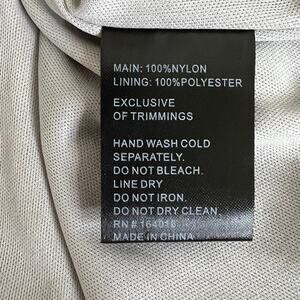 MAIN: 100%NYLON
LINING: 100%POLYESTER
EXCLUSIVE
OF TRIMMINGS
HAND WASH COLD
SEPARATELY.
DO NOT BLEACH.
LINE DRY
DO NOT IRON.
DO NOT DRY CLEAN
RN # 164016
MADE IN CHINA